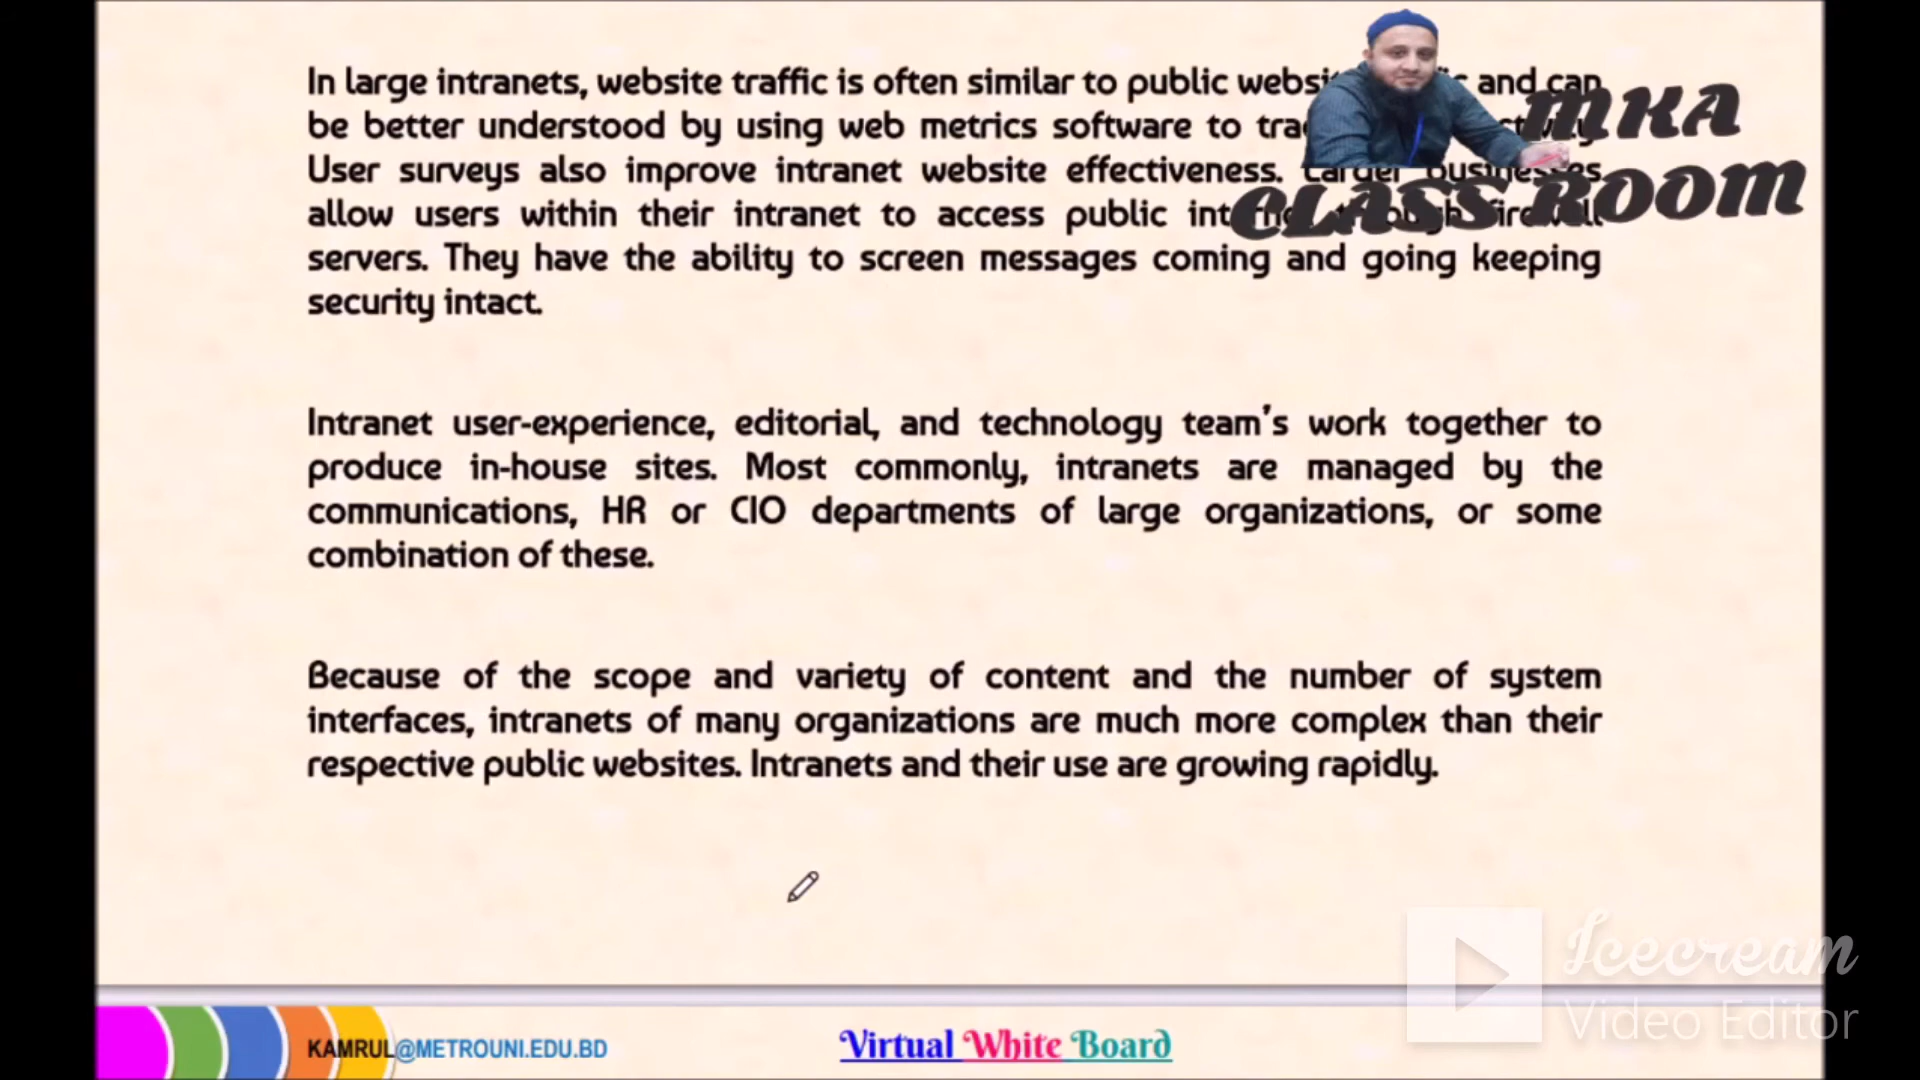 In large intranets, website traffic is often similar to public and can
be better understood by using web metrics software to
User surveys also improve intranet website effectiveness. Larger businesses
allow users within their intranet to access public through firewall
servers. They have the ability to screen messages coming and going keeping
security intact.
Intranet user-experience, editorial, and technology team's work together to
produce in-house sites. Most commonly, intranets are managed by the
communications, HR or CIO departments of large organizations, or some
combination of these.
Because of the scope and variety of content and the number of system
interfaces, intranets of many organizations are much more complex than their
respective public websites. Intranets and their use are growing rapidly.
MKA
CLASS ROOM
KAMRUL@METROUNI.EDU.BD
Virtual White Board
Icecream
Video Editor